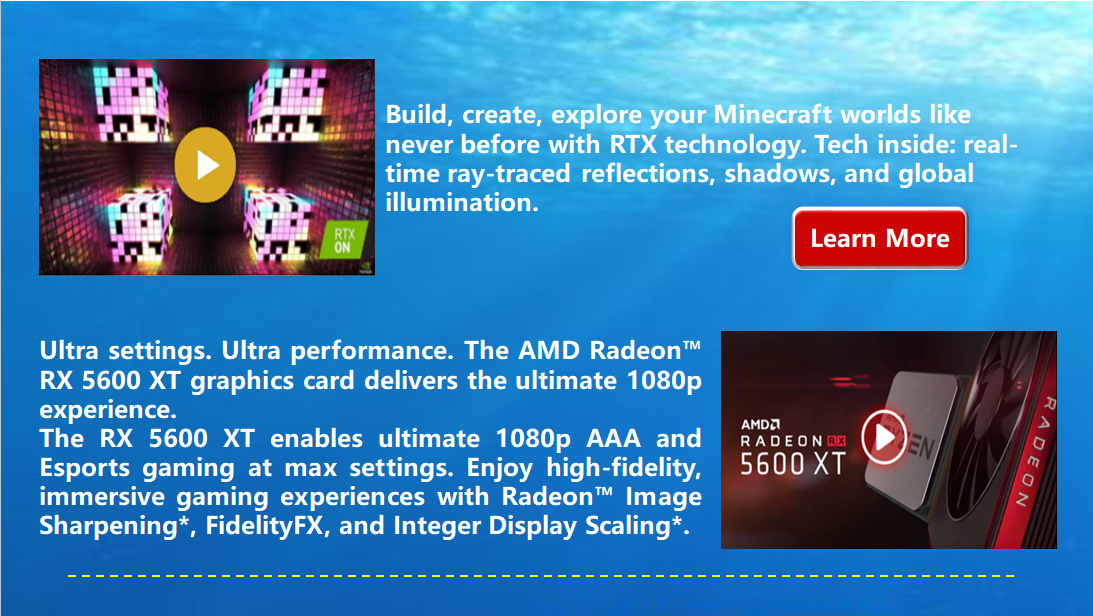 Build, create, explore your Minecraft worlds like
never before with RTX technology. Tech inside: real-
time ray-traced reflections, shadows, and global
illumination.
RTX
ON
Learn More
Ultra settings. Ultra performance. The AMD Radeon™
RX 5600 XT graphics card delivers the ultimate 1080p
experience.
The RX 5600 XT enables ultimate 1080p AAA and
Esports gaming at max settings. Enjoy high-fidelity,
immersive gaming experiences with Radeon™ Image
Sharpening*, FidelityFX, and Integer Display Scaling*.
AMD
RADEON RX
5600 XT
RYZEN
RADEON